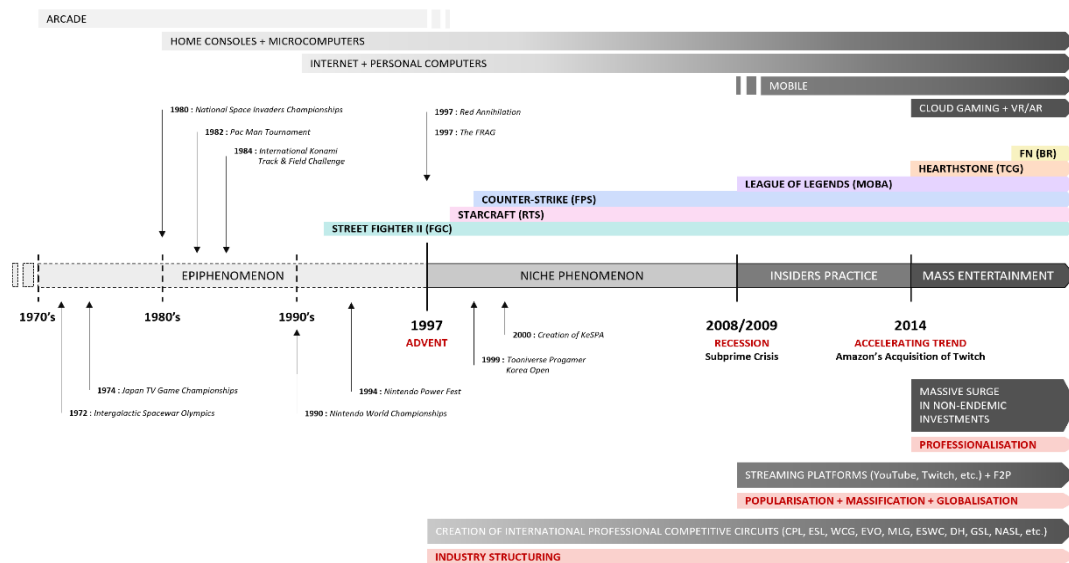 ARCADE
HOME CONSOLES + MICROCOMPUTERS
INTERNET + PERSONAL COMPUTERS
MOBILE
CLOUD GAMING + VR/AR
1980 : National Space Invaders Championships
1982 : Pac Man Tournament
1984 : International Konami
Track & Field Challenge
1997 : Red Annihilation
1997 : The FRAG
FN (BR)
HEARTHSTONE (TCG)
LEAGUE OF LEGENDS (MOBA)
COUNTER-STRIKE (FPS)
STARCRAFT (RTS)
STREET FIGHTER II (FGC)
EPIPHENOMENON
NICHE PHENOMENON
INSIDERS PRACTICE
MASS ENTERTAINMENT
1970's
1980's
1990's
1997
ADVENT
2008/2009
RECESSION
Subprime Crisis
2014
ACCELERATING TREND
Amazon's Acquisition of Twitch
2000 : Creation of KeSPA
1999 : Tooniverse Progamer
Korea Open
1994 : Nintendo Power Fest
1990 : Nintendo World Championships
1974 : Japan TV Game Championships
1972 : Intergalactic Spacewar Olympics
MASSIVE SURGE
IN NON-ENDEMIC
INVESTMENTS
PROFESSIONALISATION
STREAMING PLATFORMS (YouTube, Twitch, etc.) + F2P
POPULARISATION + MASSIFICATION + GLOBALISATION
CREATION OF INTERNATIONAL PROFESSIONAL COMPETITIVE CIRCUITS (CPL, ESL, WCG, EVO, MLG, ESWC, DH, GSL, NASL, etc.)
INDUSTRY STRUCTURING